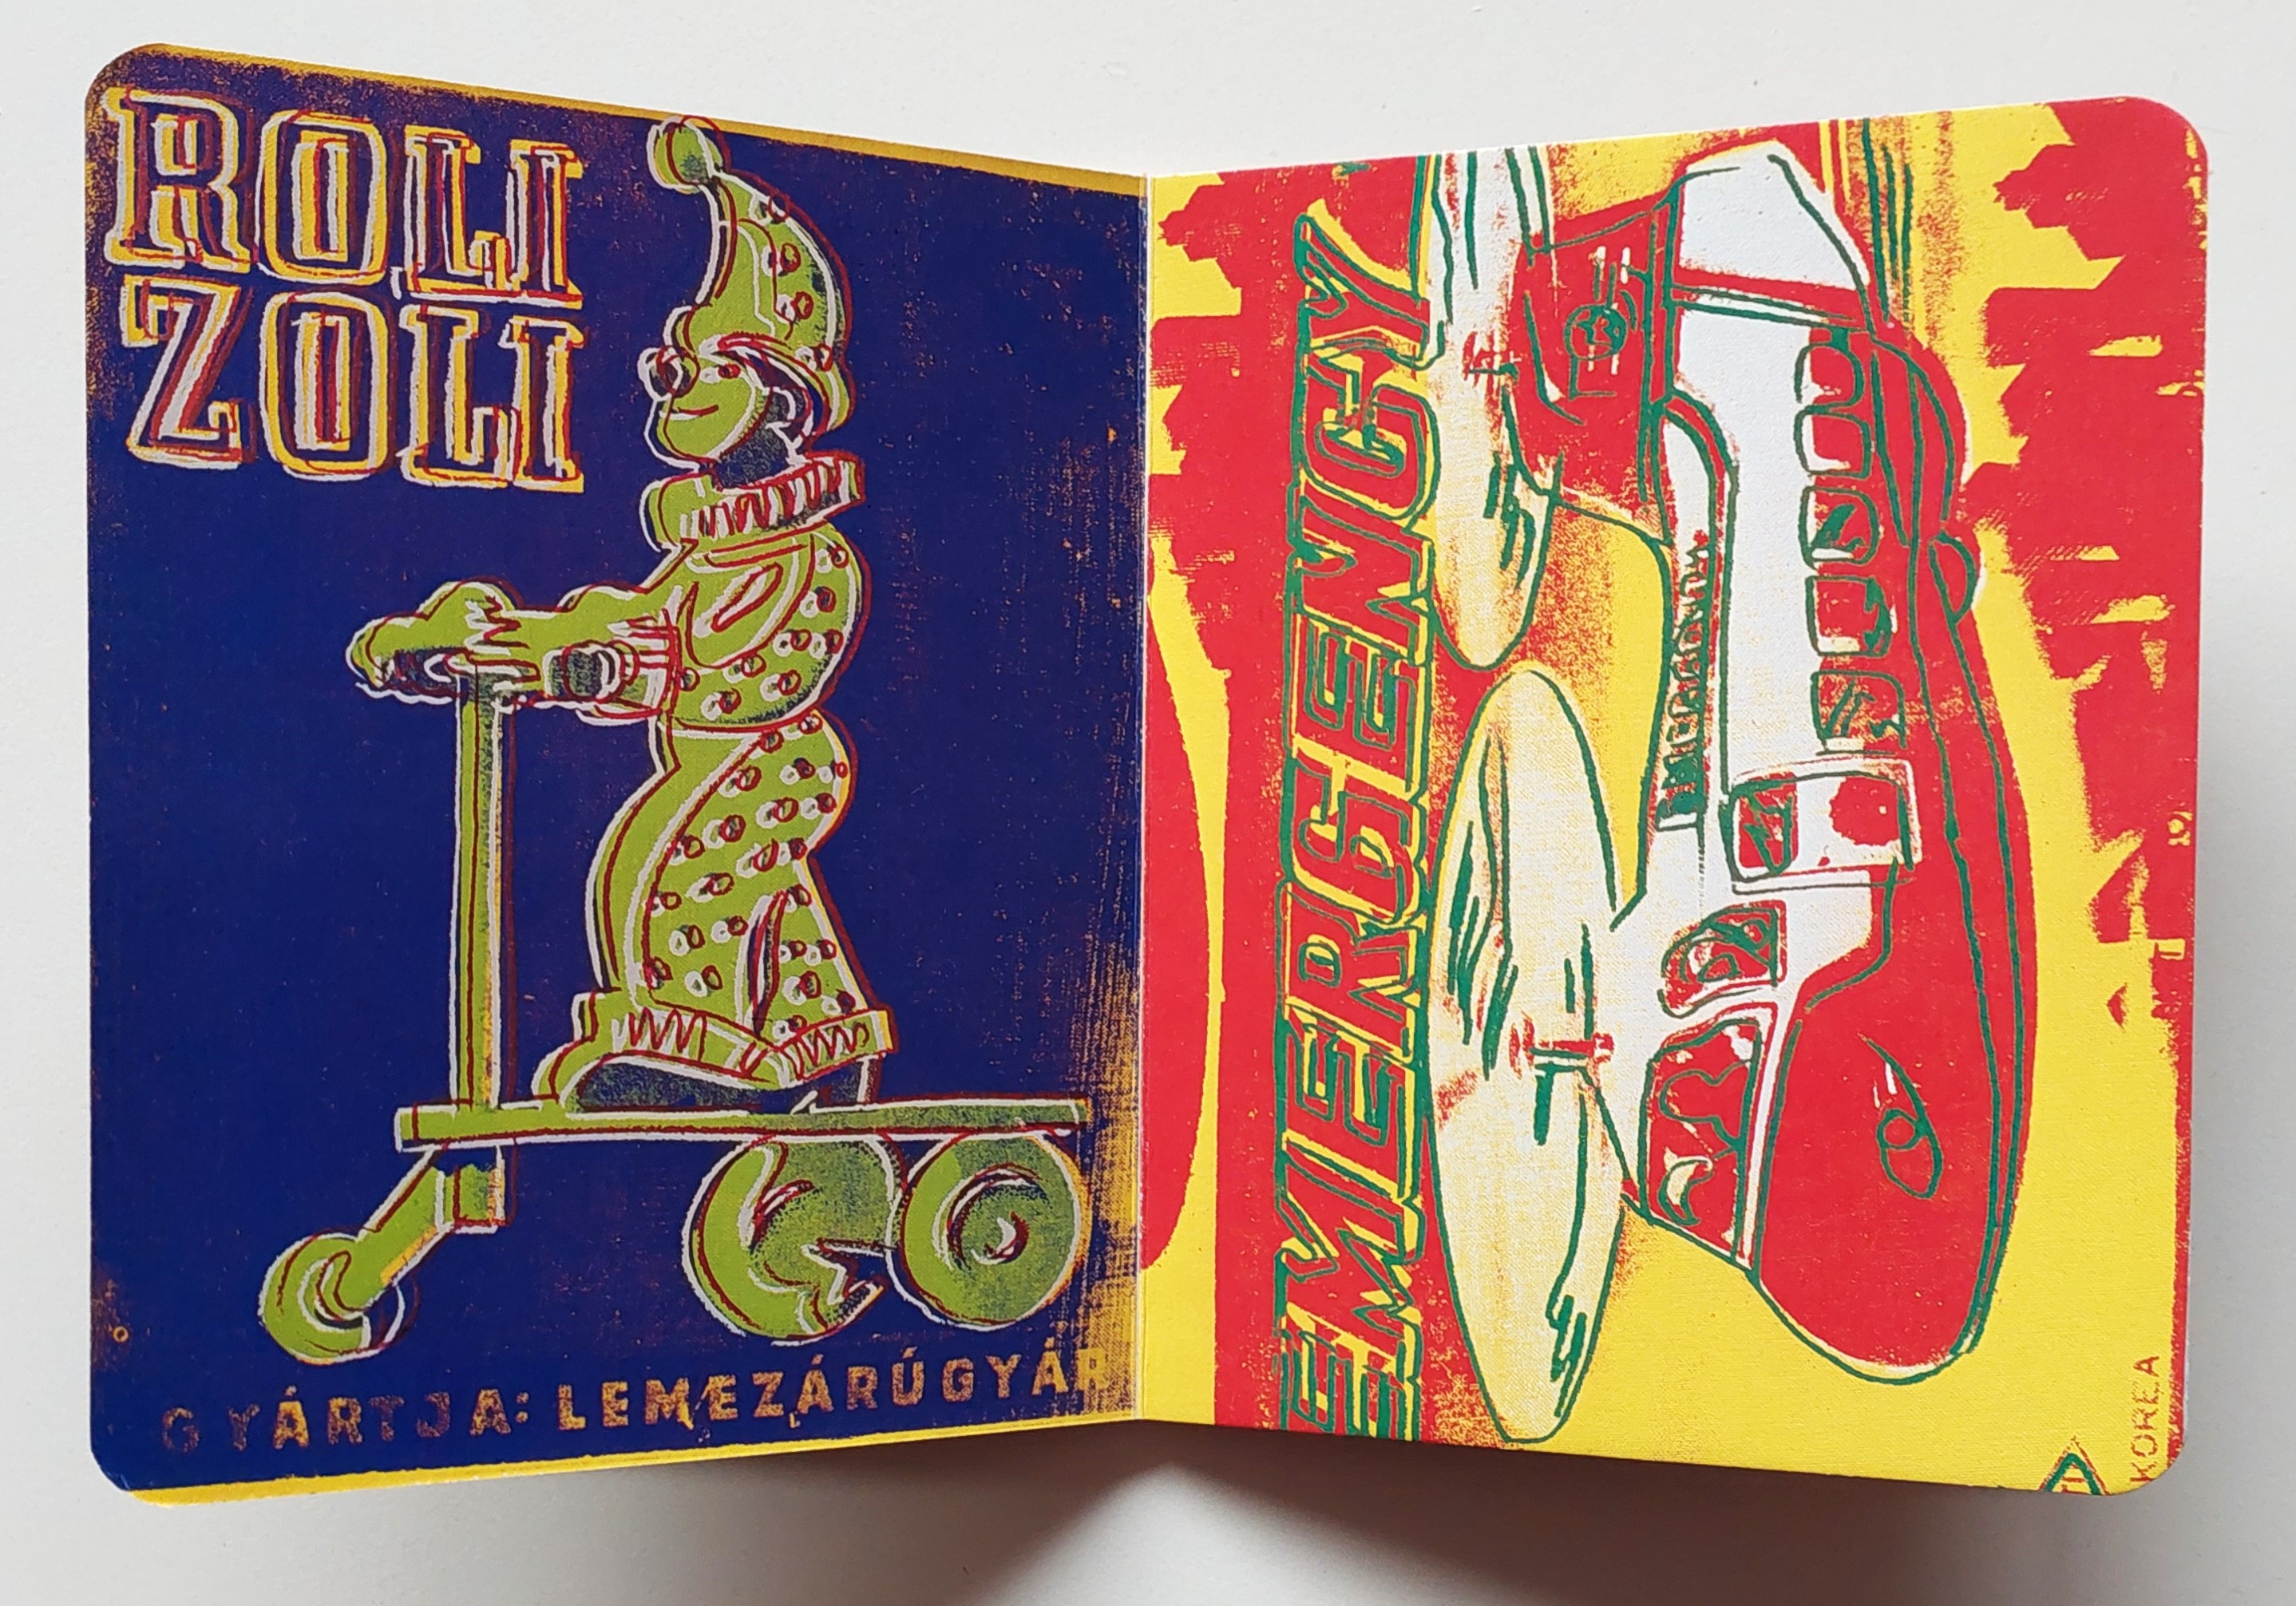 ROLI
ZOLI
GYÁRTJA: LEMEZÁRÚGYÁR
EMERGENCY
KOREA